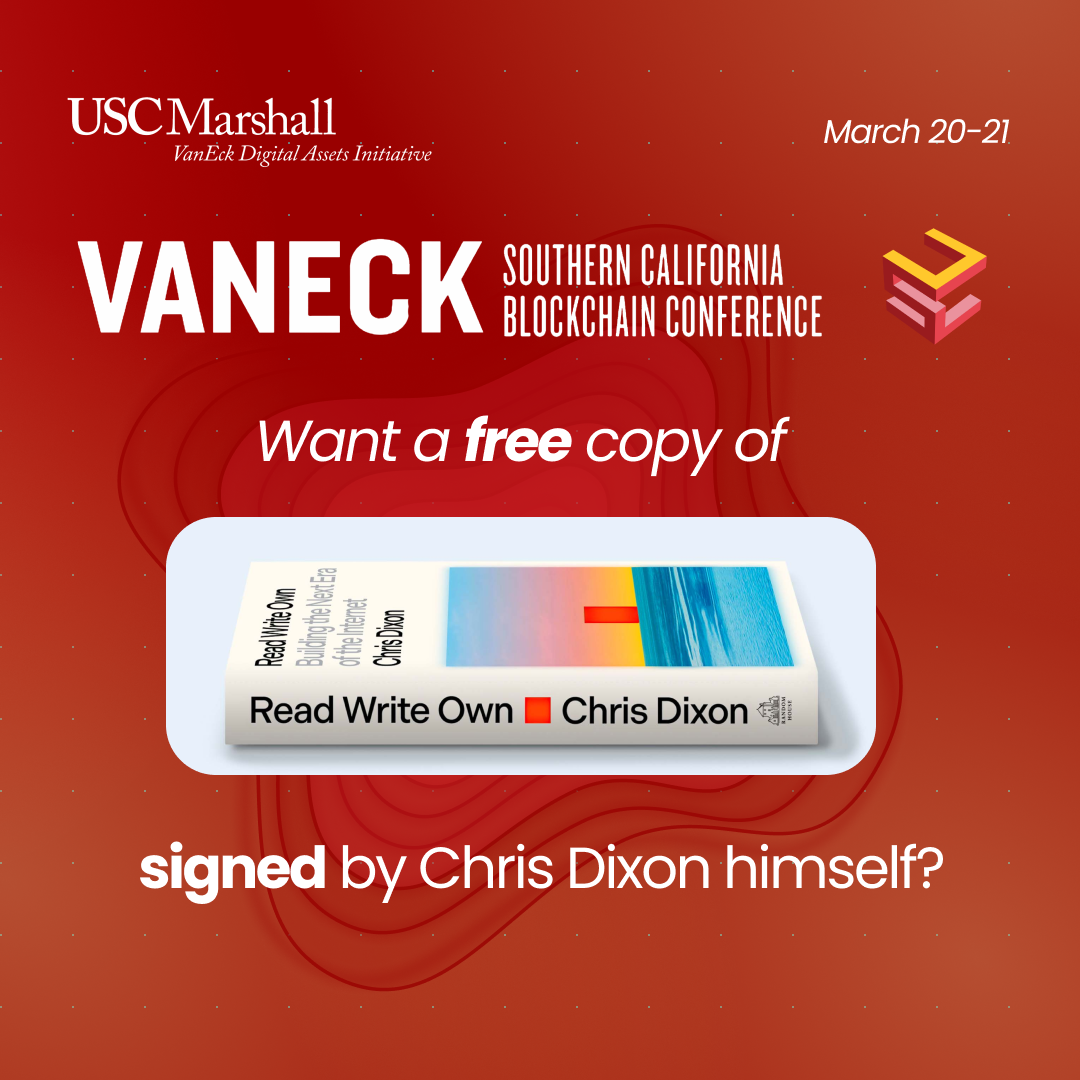 USC Marshall
VanEck Digital Assets Initiative
March 20-21
VANECK
SOUTHERN CALIFORNIA
BLOCKCHAIN CONFERENCE
Want a free copy of
Read Write Own
Building the Next Era
of the Internet
Chris Dixon
Read Write Own
Chris Dixon
RANDOM
HOUSE
signed by Chris Dixon himself?